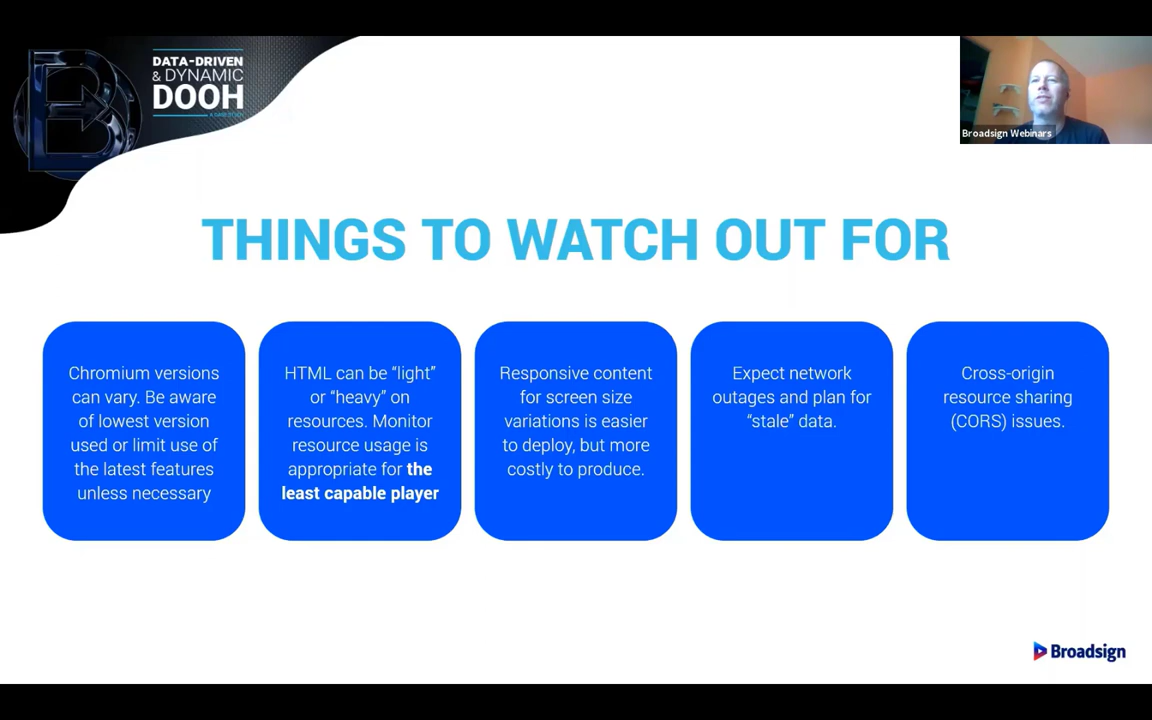 DATA-DRIVEN
& DYNAMIC
DOOH
Broadsign Webinars
THINGS TO WATCH OUT FOR
Chromium versions
can vary. Be aware
of lowest version
used or limit use of
the latest features
unless necessary
HTML can be “light”
or “heavy” on
resources. Monitor
resource usage is
appropriate for the
least capable player
Responsive content
for screen size
variations is easier
to deploy, but more
costly to produce.
Expect network
outages and plan for
“stale” data.
Cross-origin
resource sharing
(CORS) issues.
Broadsign